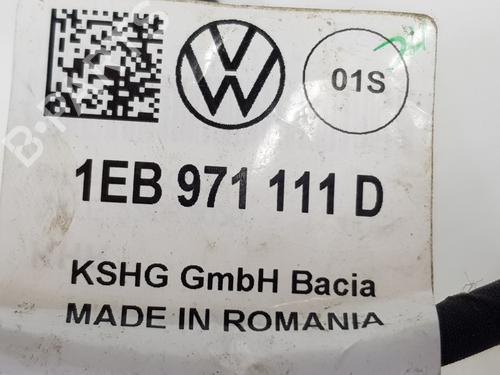 01S
1EB 971 111 D
KSHG GmbH Bacia
MADE IN ROMANIA